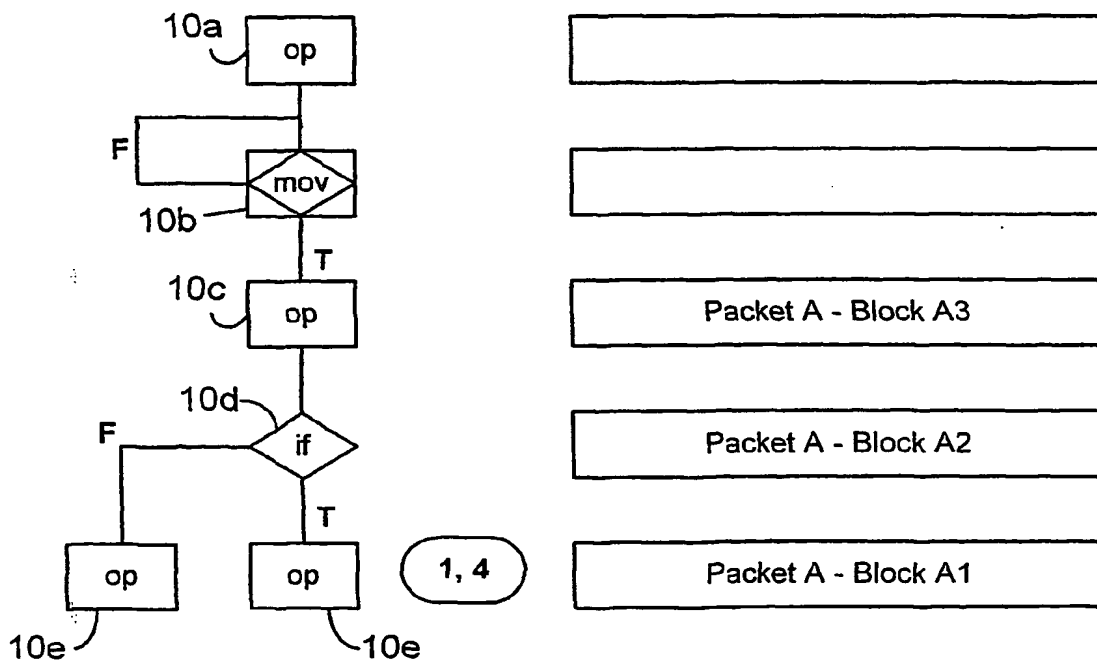 10a
op
F
mov
10b
T
10c
op
Packet A - Block A3
10d
F
if
Packet A - Block A2
T
op
op
1, 4
Packet A - Block A1
10e
10e